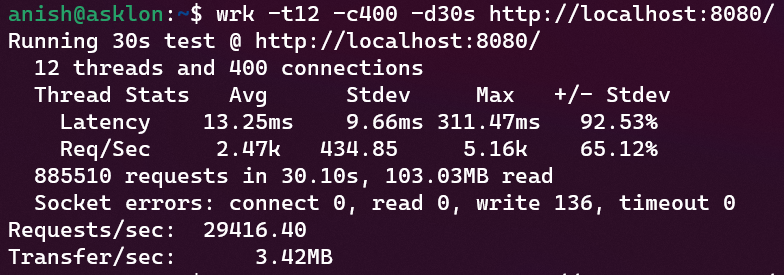 anish@asklon:~$ wrk -t12 -c400 -d30s http://localhost:8080/
Running 30s test @ http://localhost:8080/
  12 threads and 400 connections
  Thread Stats   Avg      Stdev     Max   +/- Stdev
    Latency    13.25ms    9.66ms 311.47ms   92.53%
    Req/Sec     2.47k   434.85     5.16k    65.12%
  885510 requests in 30.10s, 103.03MB read
  Socket errors: connect 0, read 0, write 136, timeout 0
Requests/sec:  29416.40
Transfer/sec:      3.42MB